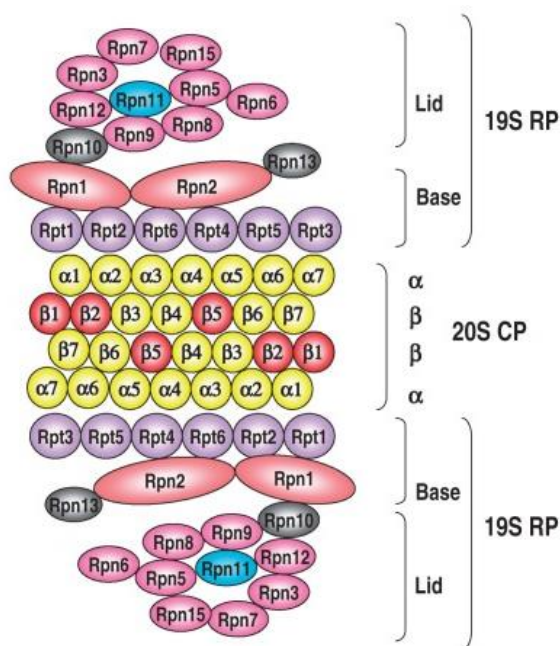 Rpn7 Rpn15
Rpn3
Rpn11 Rpn5
Rpn12 Rpn6
Rpn9 Rpn8
Rpn10
Rpn13
Rpn1 Rpn2
Rpt1 Rpt2 Rpt6 Rpt4 Rpt5 Rpt3
Lid
Base
19S RP
α1 α2 α3 α4 α5 α6 α7
β1 β2 β3 β4 β5 β6 β7
β7 β6 β5 β4 β3 β2 β1
α7 α6 α5 α4 α3 α2 α1
α
β
β
α
20S CP
Rpt3 Rpt5 Rpt4 Rpt6 Rpt2 Rpt1
Rpn2 Rpn1
Rpn13
Rpn10
Rpn8 Rpn9
Rpn6 Rpn11 Rpn12
Rpn5
Rpn3
Rpn15 Rpn7
Base
Lid
19S RP